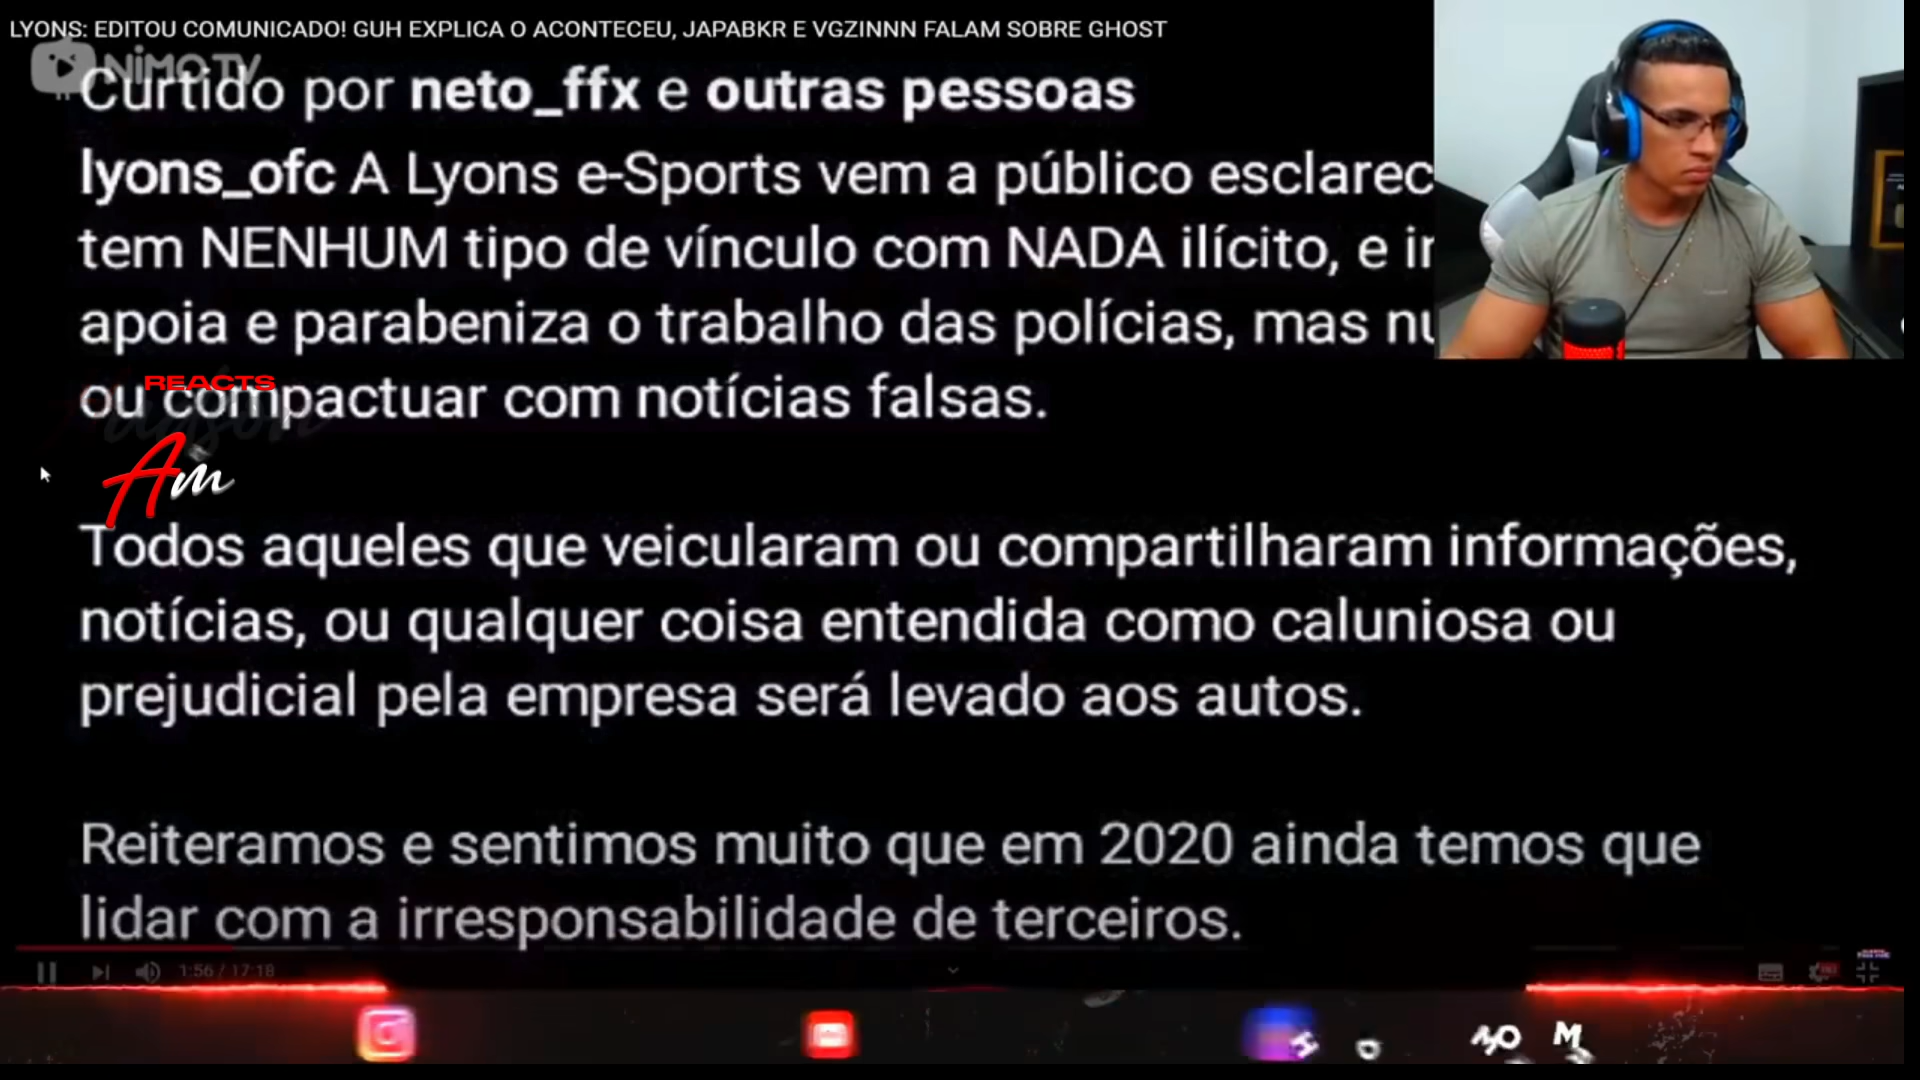 LYONS: EDITOU COMUNICADO! GUH EXPLICA O ACONTECEU, JAPABKR E VGZINNN FALAM SOBRE GHOST
NIMO TV
Curtido por neto_ffx e outras pessoas
lyons_ofc A Lyons e-Sports vem a público esclarec
tem NENHUM tipo de vínculo com NADA ilícito, e in
apoia e parabeniza o trabalho das polícias, mas nu
REACTS
ou compactuar com notícias falsas.
Am
Todos aqueles que veicularam ou compartilharam informações,
notícias, ou qualquer coisa entendida como caluniosa ou
prejudicial pela empresa será levado aos autos.
Reiteramos e sentimos muito que em 2020 ainda temos que
lidar com a irresponsabilidade de terceiros.
1:56 / 17:18